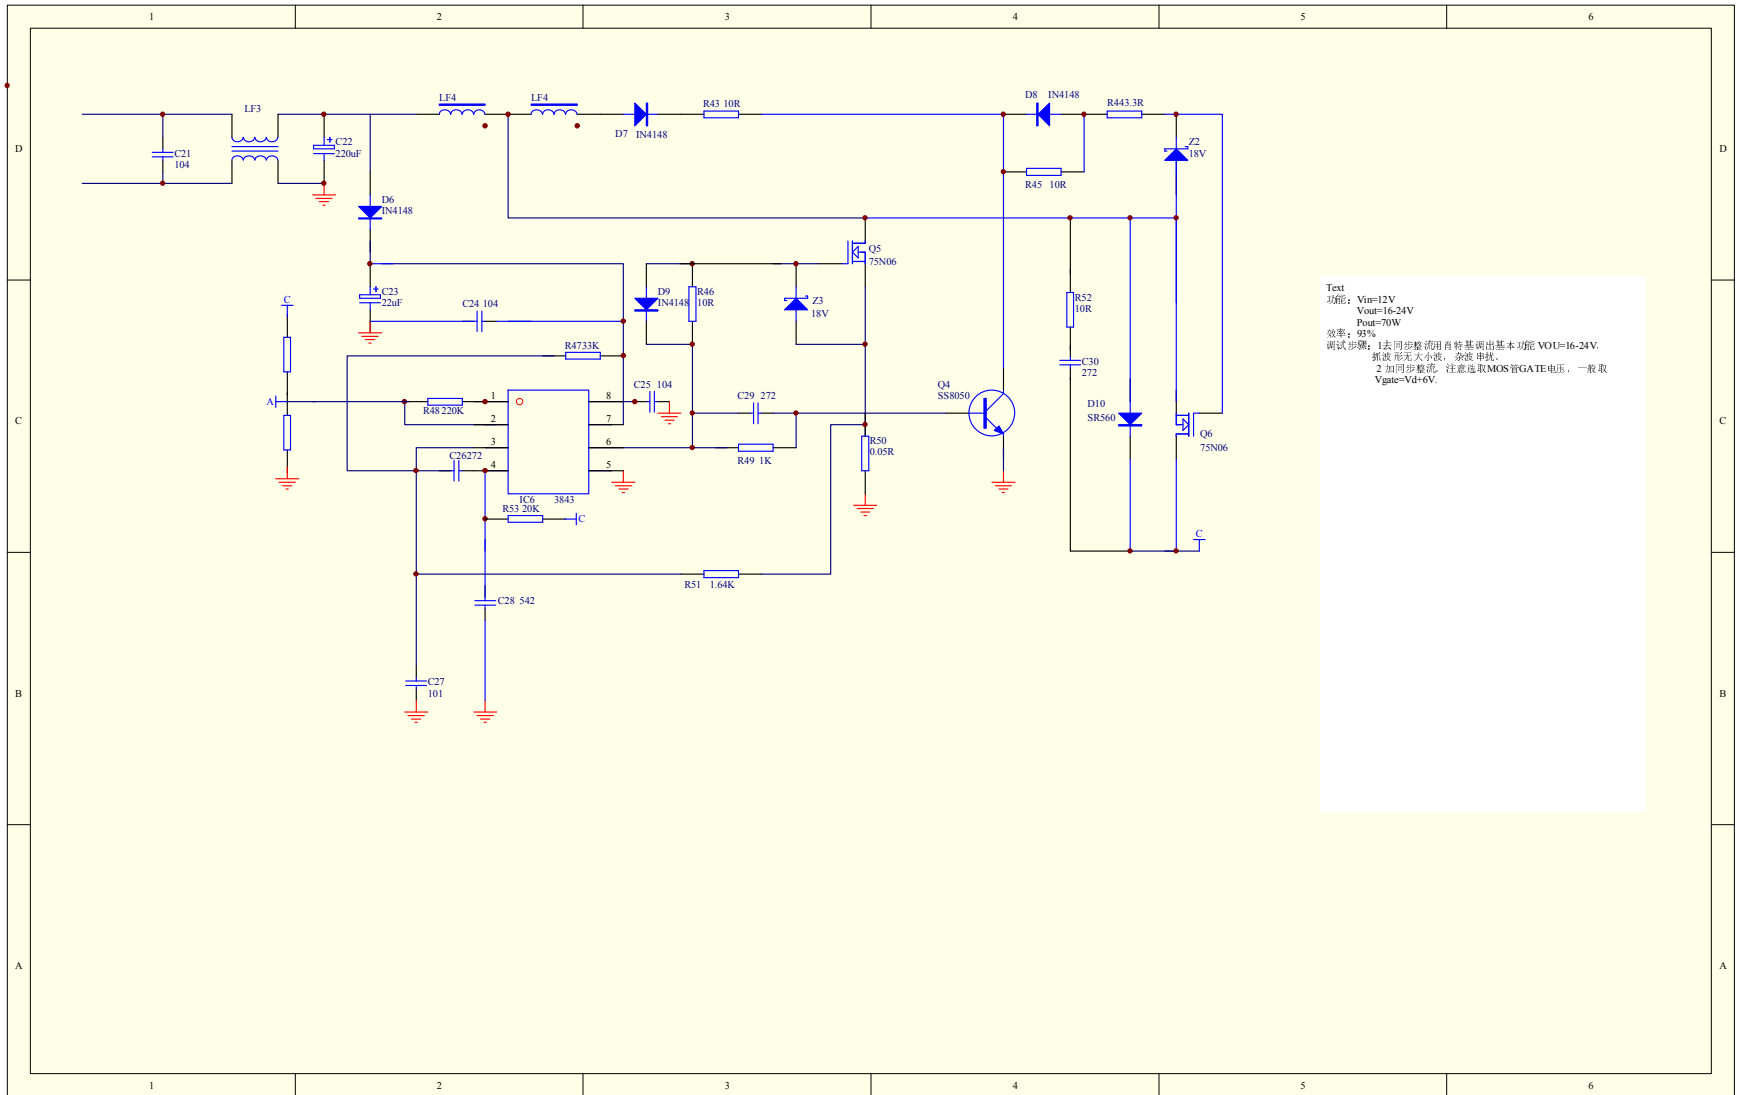 1 2 3 4 5 6
D D
LF3
LF4 LF4
D7 IN4148
R43 10R
D8 IN4148
R443.3R
C21
104
C22
220uF
R45 10R
Z2
18V
D6
IN4148
Q5
75N06
C C
C23
22uF
C24 104
D9
IN4148
R46
10R
Z3
18V
R52
10R
C
R4733K
C25 104
C29 272
Q4
SS8050
C30
272
A
R48 220K
1 8
2 7
3 6
4 5
C26272
R49 1K
R50
0.05R
D10
SR560
Q6
75N06
IC6 3843
R53 20K
C
C
R51 1.64K
C28 542
B B
C27
101
Text
功能：Vin=12V
Vout=16-24V
Pout=70W
效率：93%
调试步骤：1去同步整流用肖特基调出基本功能 VOU=16-24V.
抓波形无大小波，杂波串扰。
2 加同步整流. 注意选取MOS管GATE电压，一般取
Vgate=Vd+6V.
A A
1 2 3 4 5 6